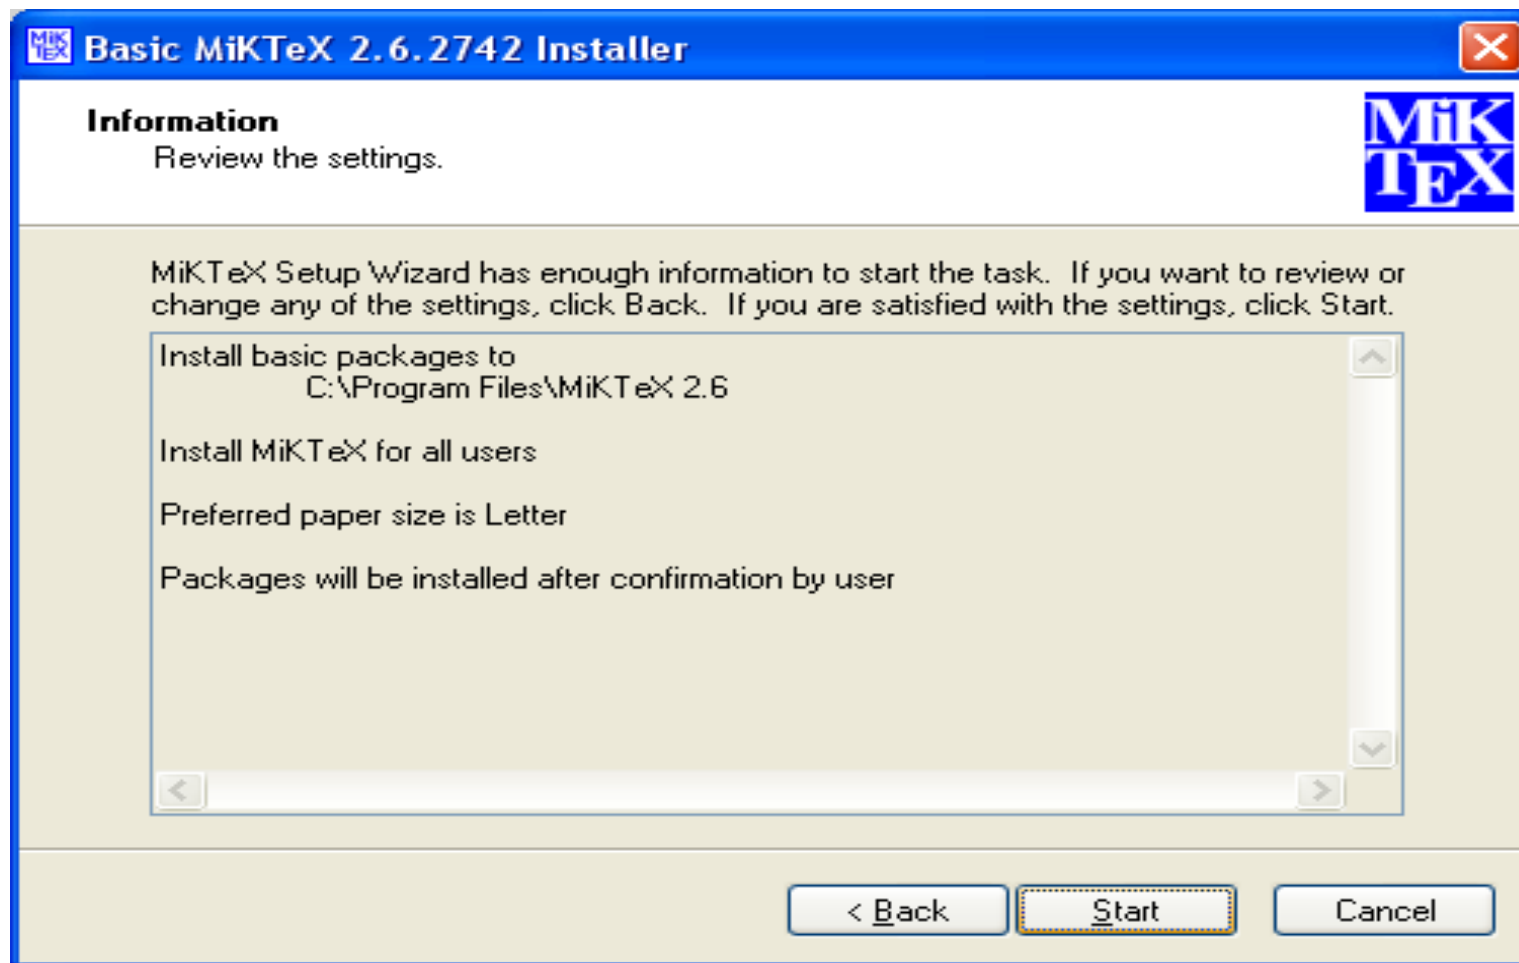 MiK TEX Basic MiKTeX 2.6.2742 Installer
Information
Review the settings.
MiK
TEX
MiKTeX Setup Wizard has enough information to start the task.  If you want to review or
change any of the settings, click Back.  If you are satisfied with the settings, click Start.
Install basic packages to
C:\Program Files\MiKTeX 2.6
Install MiKTeX for all users
Preferred paper size is Letter
Packages will be installed after confirmation by user
< Back Start Cancel